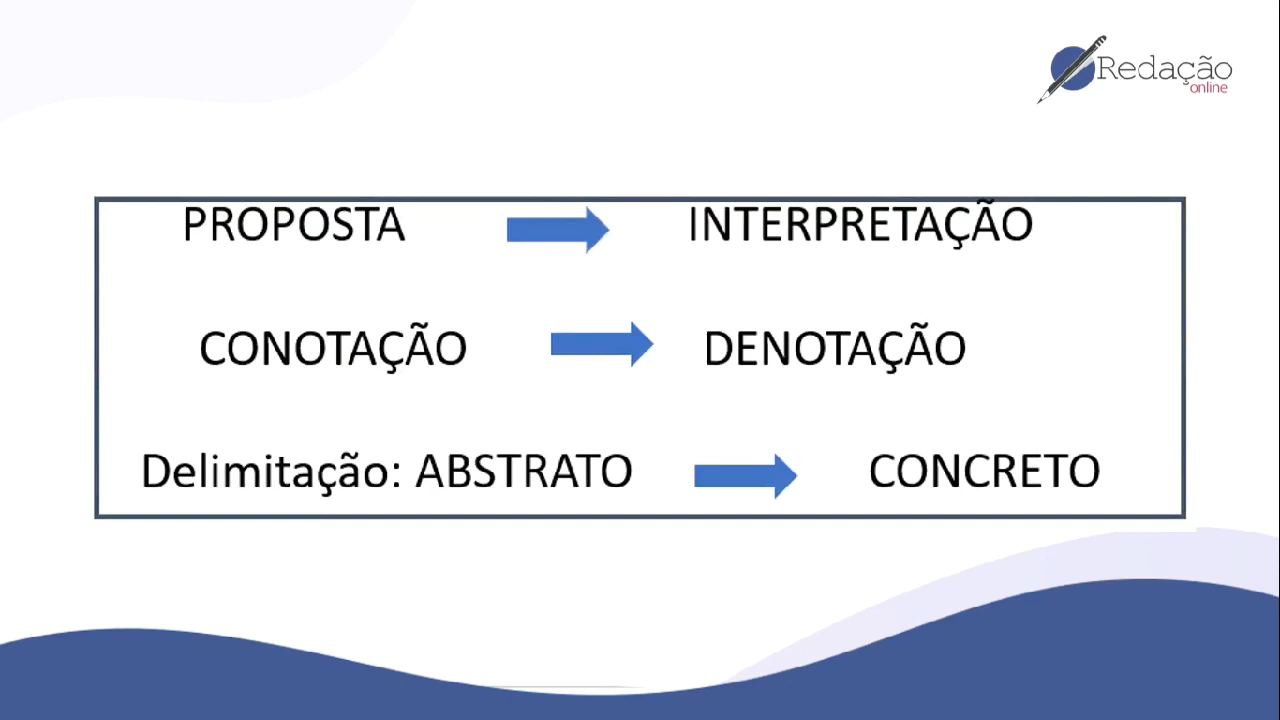 Redação
online
PROPOSTA INTERPRETAÇÃO
CONOTAÇÃO DENOTAÇÃO
Delimitação: ABSTRATO CONCRETO